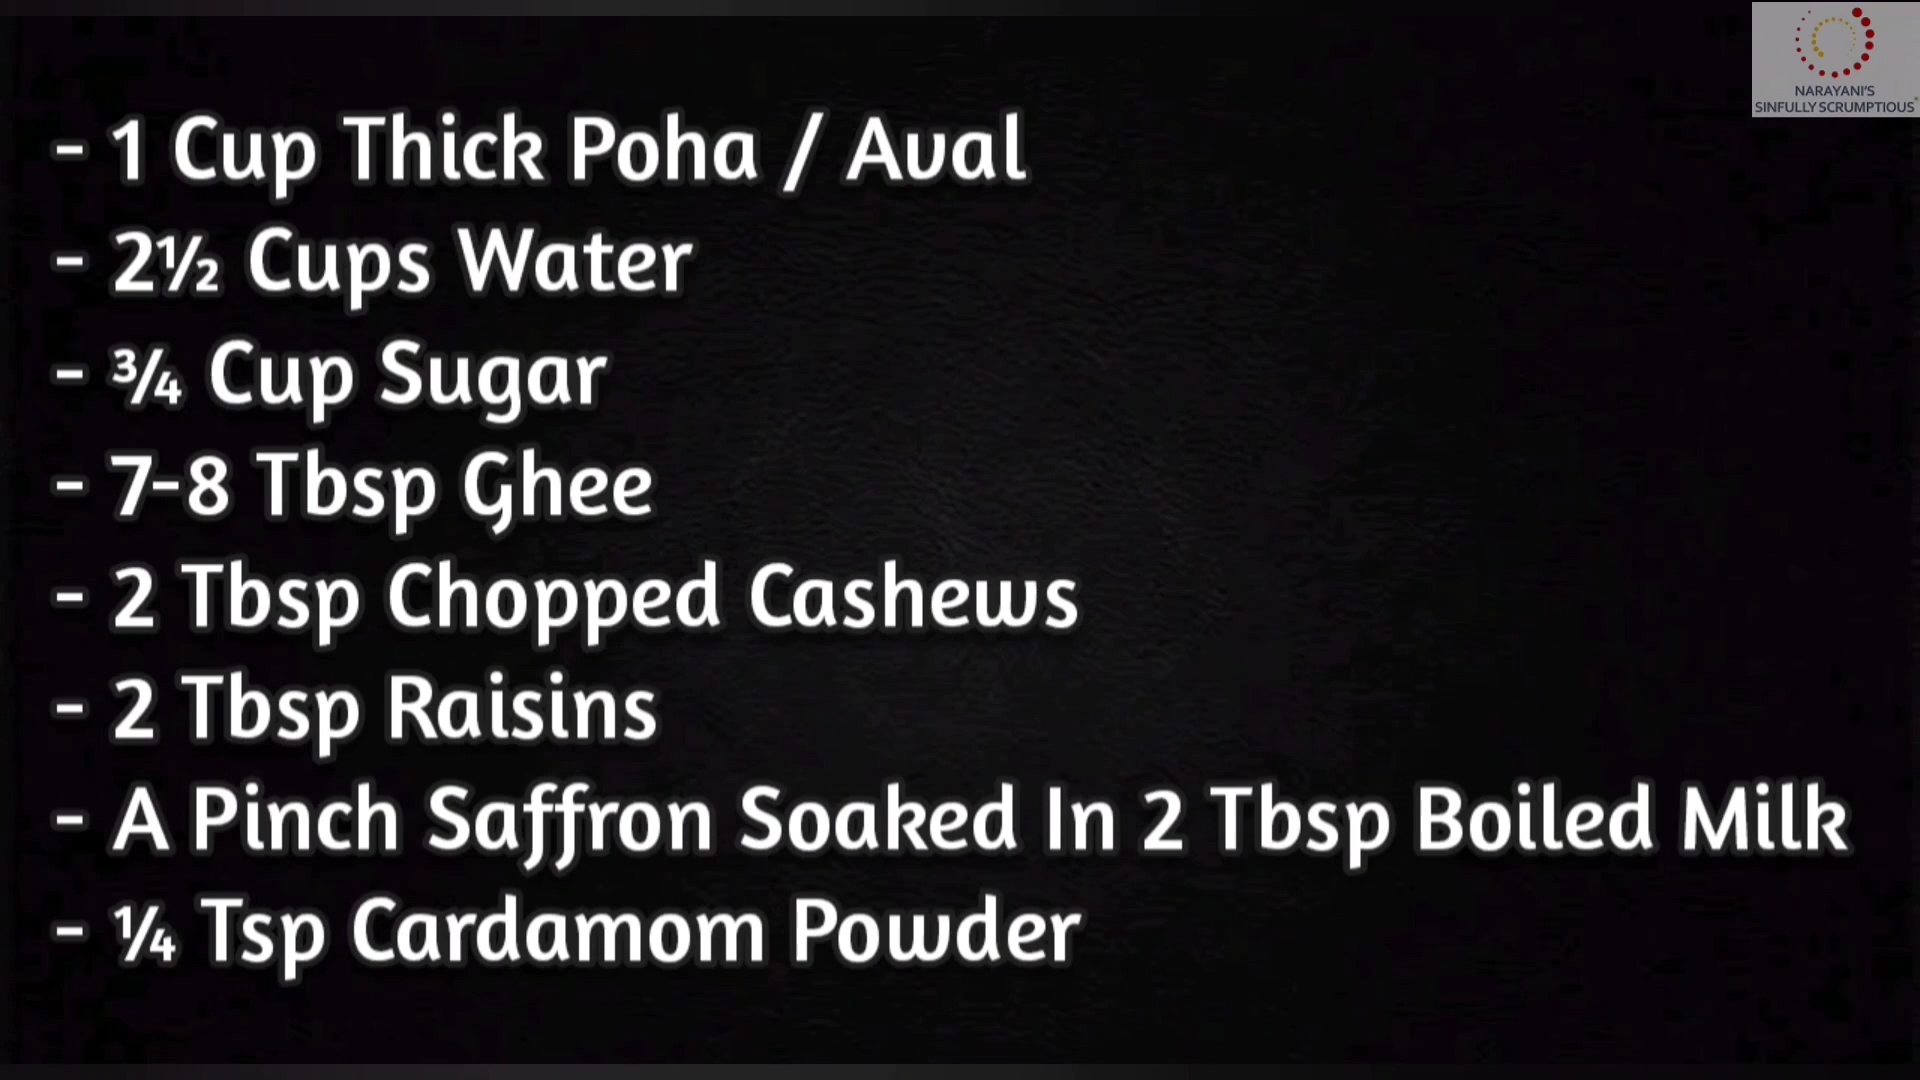 NARAYANI'S
SINFULLY SCRUMPTIOUS
- 1 Cup Thick Poha / Aval
- 2½ Cups Water
- ¾ Cup Sugar
- 7-8 Tbsp Ghee
- 2 Tbsp Chopped Cashews
- 2 Tbsp Raisins
- A Pinch Saffron Soaked In 2 Tbsp Boiled Milk
- ¼ Tsp Cardamom Powder